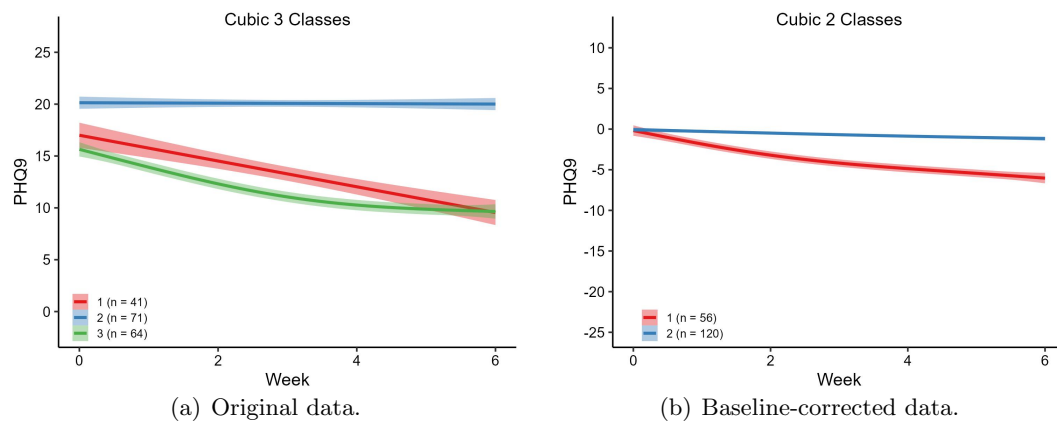 Cubic 3 Classes
25
20
15
10
5
0
PHQ9
1 (n = 41)
2 (n = 71)
3 (n = 64)
0 2 4 6
Week
(a) Original data.
Cubic 2 Classes
10
5
0
-5
-10
-15
-20
-25
PHQ9
1 (n = 56)
2 (n = 120)
0 2 4 6
Week
(b) Baseline-corrected data.